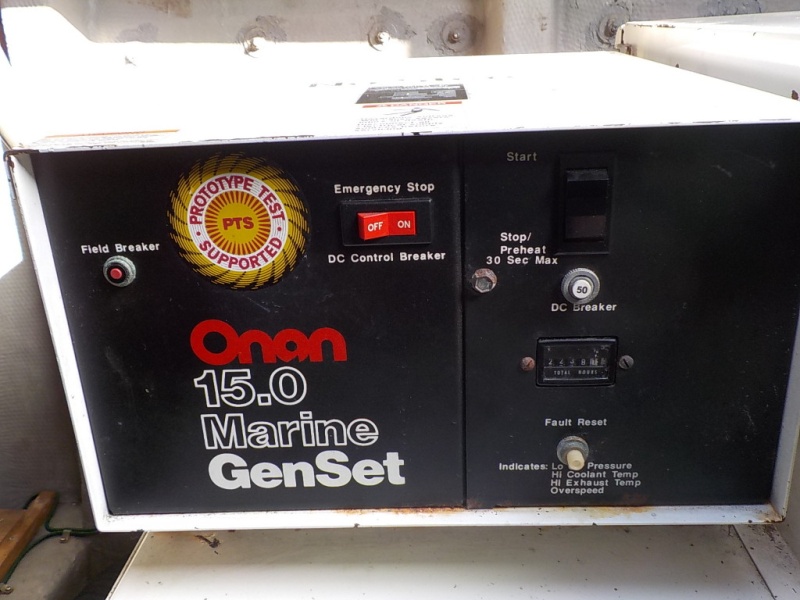 DANGER
PROTOTYPE TEST
PTS
SUPPORTED
Emergency Stop
OFF ON
DC Control Breaker
Field Breaker
Onan
15.0
Marine
GenSet
Start
Stop/
Preheat
30 Sec Max
50
DC Breaker
TOTAL HOURS
Fault Reset
Indicates: Lo Pressure
Hi Coolant Temp
Hi Exhaust Temp
Overspeed